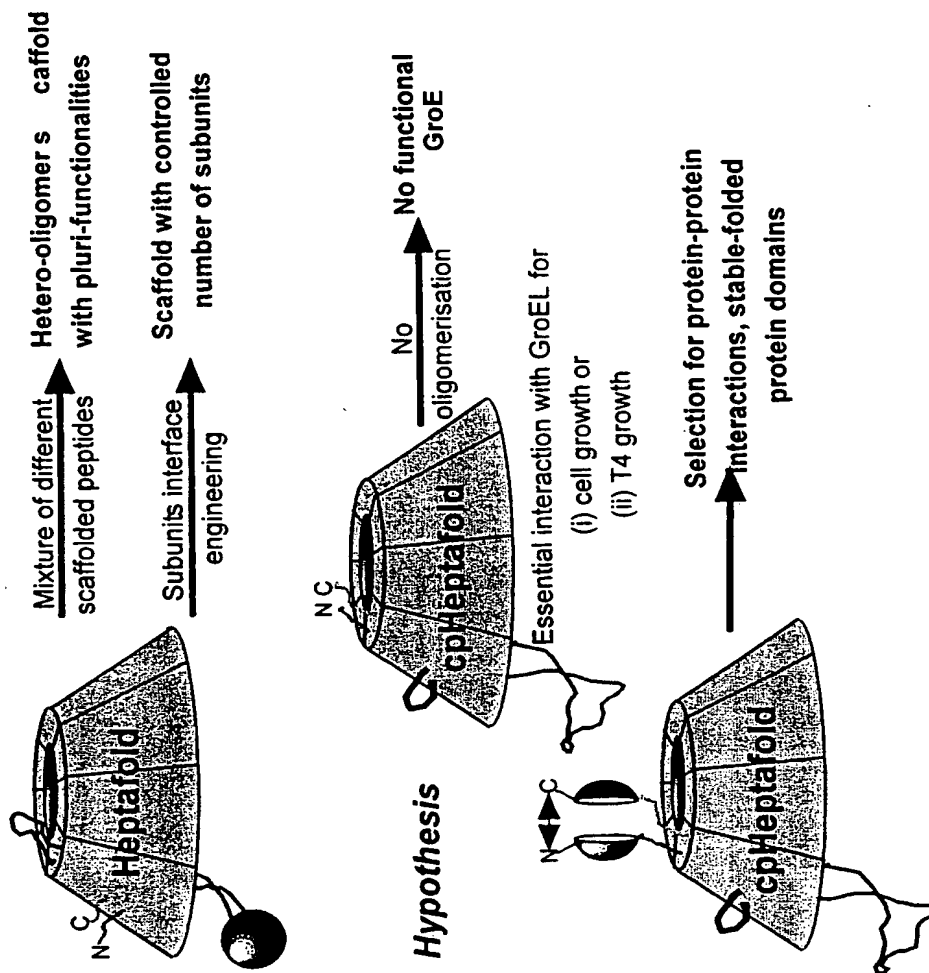 Mixture of different
scaffolded peptides
Hetero-oligomers caffold
with pluri-functionalities
Subunits interface
engineering
Scaffold with controlled
number of subunits
N
C
Heptafold
Hypothesis
N C
cpHeptafold
No
oligomerisation
No functional
GroE
Essential interaction with GroEL for
(i) cell growth or
(ii) T4 growth
N
C
cpHeptafold
Selection for protein-protein
interactions, stable-folded
protein domains